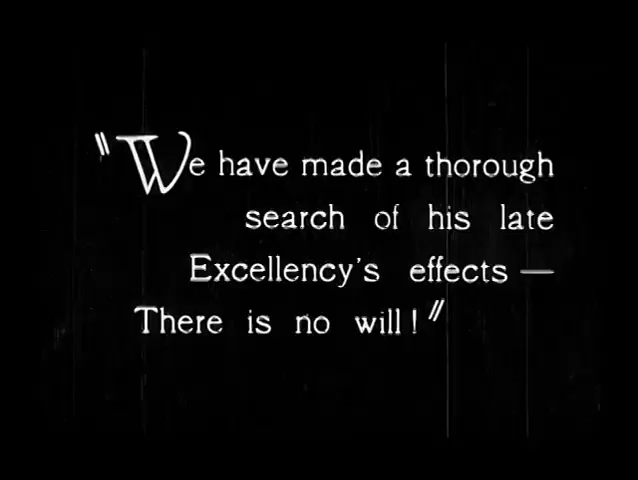 "We have made a thorough
search of his late
Excellency's effects —
There is no will!"